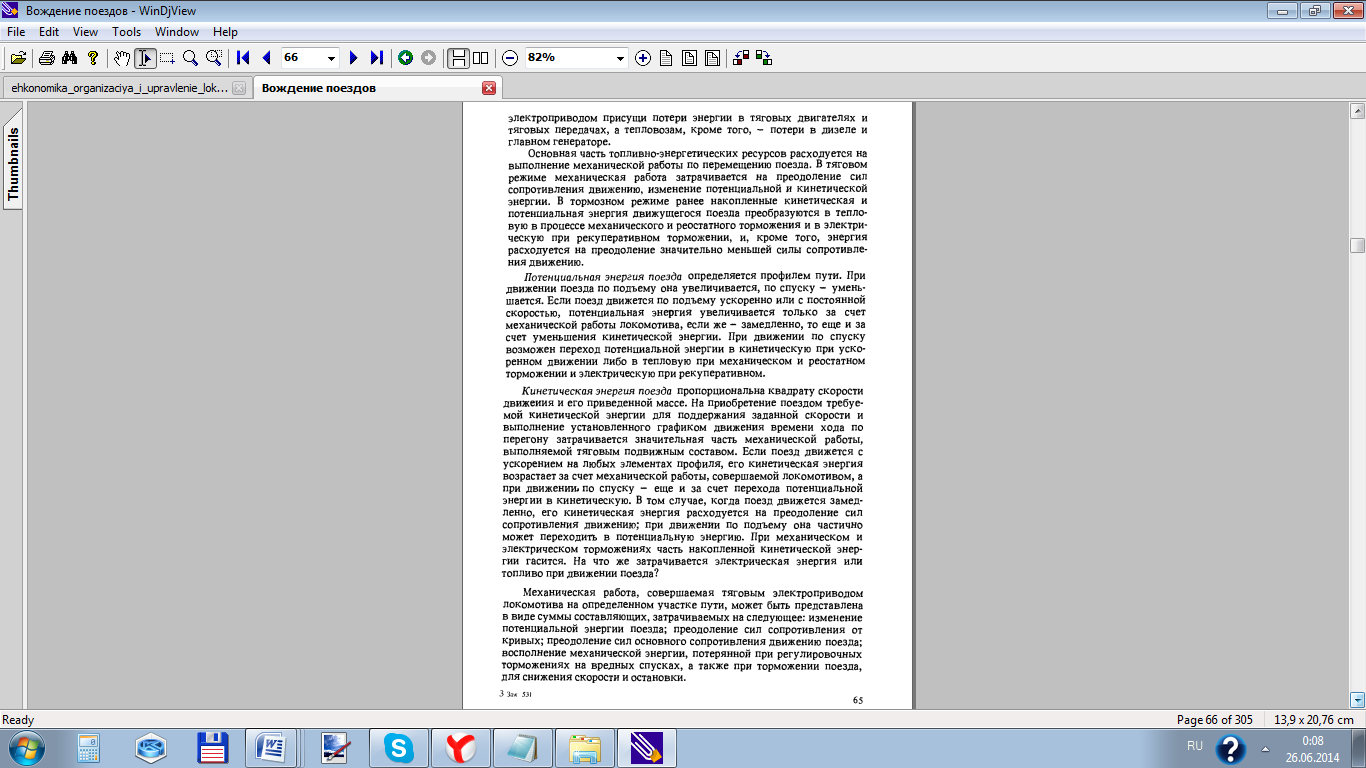 Вождение поездов - WinDjView
File Edit View Tools Window Help
66
82%
ehkonomika_organizaciya_i_upravlenie_lok...
Вождение поездов
Thumbnails
электроприводом присущи потери энергии в тяговых двигателях и
тяговых передачах, а тепловозам, кроме того, – потери в дизеле и
главном генераторе.
Основная часть топливно-энергетических ресурсов расходуется на
выполнение механической работы по перемещению поезда. В тяговом
режиме механическая работа затрачивается на преодоление сил
сопротивления движению, изменение потенциальной и кинетической
энергии. В тормозном режиме ранее накопленные кинетическая и
потенциальная энергия движущегося поезда преобразуются в тепло-
вую в процессе механического и реостатного торможения и в электри-
ческую при рекуперативном торможении, и, кроме того, энергия
расходуется на преодоление значительно меньшей силы сопротивле-
ния движению.
Потенциальная энергия поезда определяется профилем пути. При
движении поезда по подъему она увеличивается, по спуску – умень-
шается. Если поезд движется по подъему ускоренно или с постоянной
скоростью, потенциальная энергия увеличивается только за счет
механической работы локомотива, если же – замедленно, то еще и за
счет уменьшения кинетической энергии. При движении по спуску
возможен переход потенциальной энергии в кинетическую при уско-
ренном движении либо в тепловую при механическом и реостатном
торможении и электрическую при рекуперативном.
Кинетическая энергия поезда пропорциональна квадрату скорости
движения и его приведенной массе. На приобретение поездом требуе-
мой кинетической энергии для поддержания заданной скорости и
выполнение установленного графиком движения времени хода по
перегону затрачивается значительная часть механической работы,
выполняемой тяговым подвижным составом. Если поезд движется с
ускорением на любых элементах профиля, его кинетическая энергия
возрастает за счет механической работы, совершаемой локомотивом, а
при движении по спуску – еще и за счет перехода потенциальной
энергии в кинетическую. В том случае, когда поезд движется замед-
ленно, его кинетическая энергия расходуется на преодоление сил
сопротивления движению; при движении по подъему она частично
может переходить в потенциальную энергию. При механическом и
электрическом торможениях часть накопленной кинетической энер-
гии гасится. На что же затрачивается электрическая энергия или
топливо при движении поезда?
Механическая работа, совершаемая тяговым электроприводом
локомотива на определенном участке пути, может быть представлена
в виде суммы составляющих, затрачиваемых на следующее: изменение
потенциальной энергии поезда; преодоление сил сопротивления от
кривых; преодоление сил основного сопротивления движению поезда;
восполнение механической энергии, потерянной при регулировочных
торможениях на вредных спусках, а также при торможении поезда,
для снижения скорости и остановки.
3 Зак 531
65
Ready
Page 66 of 305
13,9 x 20,76 cm
RU
0:08
26.06.2014